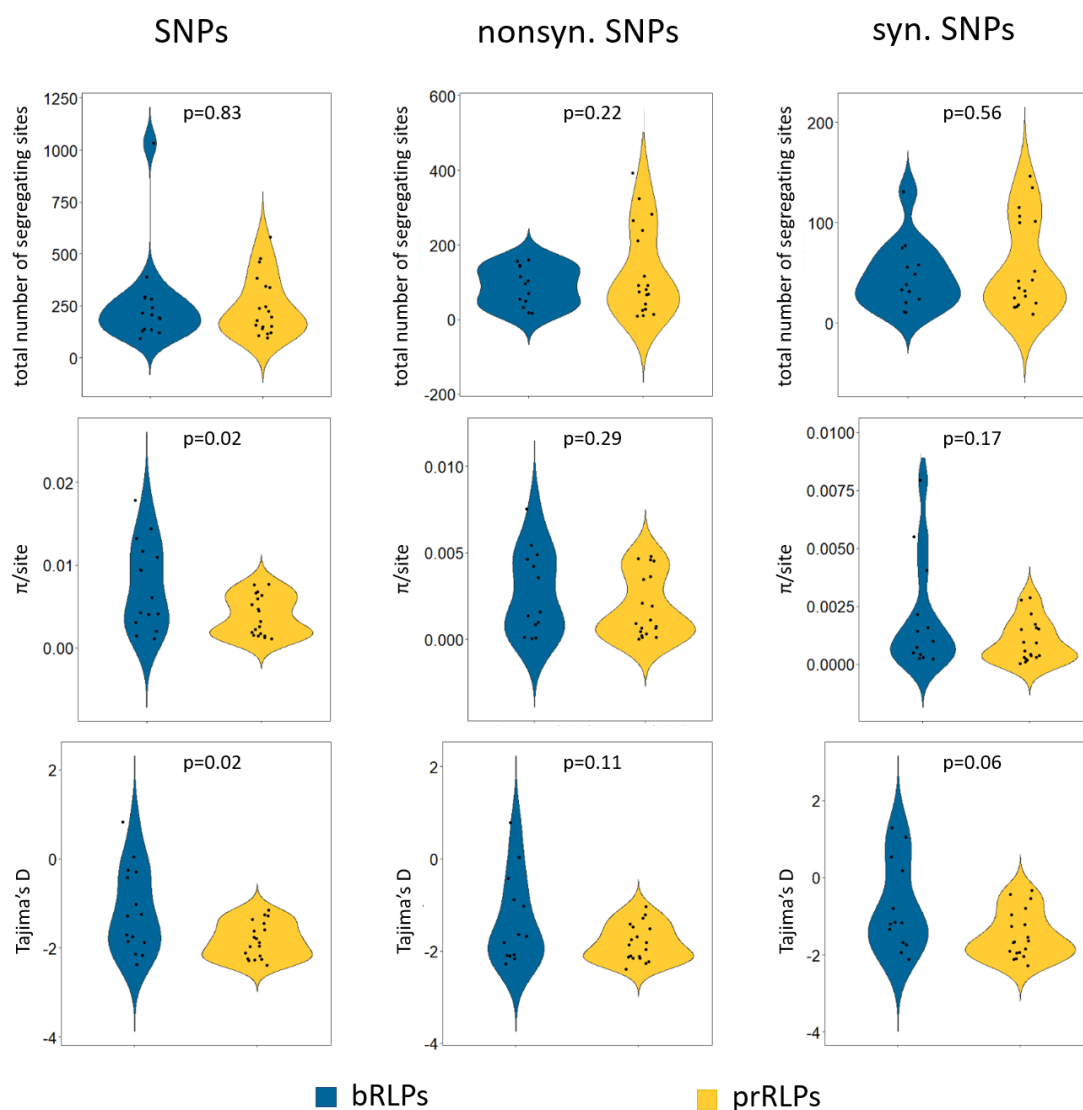 SNPs
nonsyn. SNPs
syn. SNPs
total number of segregating sites
1250
1000
750
500
250
0
p=0.83
total number of segregating sites
600
400
200
0
-200
p=0.22
total number of segregating sites
200
100
0
p=0.56
π/site
0.02
0.01
0.00
p=0.02
π/site
0.010
0.005
0.000
p=0.29
π/site
0.0100
0.0075
0.0050
0.0025
0.0000
p=0.17
Tajima's D
2
0
-2
-4
p=0.02
Tajima's D
2
0
-2
-4
p=0.11
Tajima's D
2
0
-2
-4
p=0.06
bRLPs
prRLPs